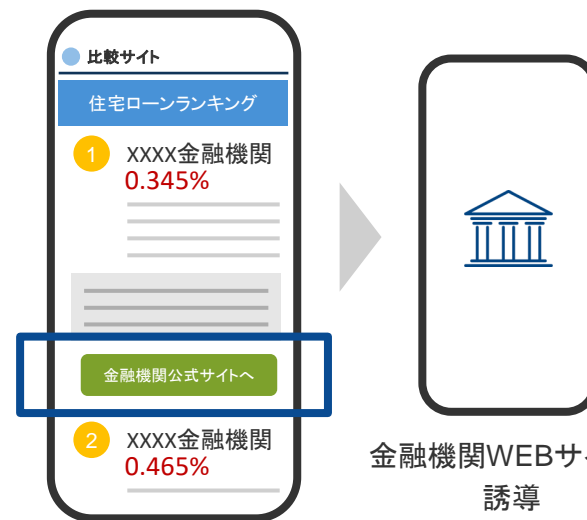 比較サイト
住宅ローンランキング
1 XXXX金融機関
0.345%
金融機関公式サイトへ
2 XXXX金融機関
0.465%
金融機関WEBサ
誘導